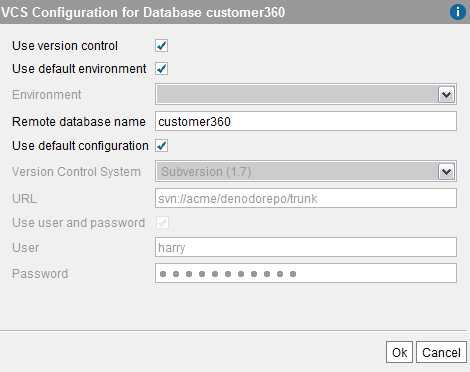 VCS Configuration for Database customer360
Use version control
Use default environment
Environment
Remote database name customer360
Use default configuration
Version Control System Subversion (1.7)
URL svn://acme/denodorepo/trunk
Use user and password
User harry
Password
Ok Cancel